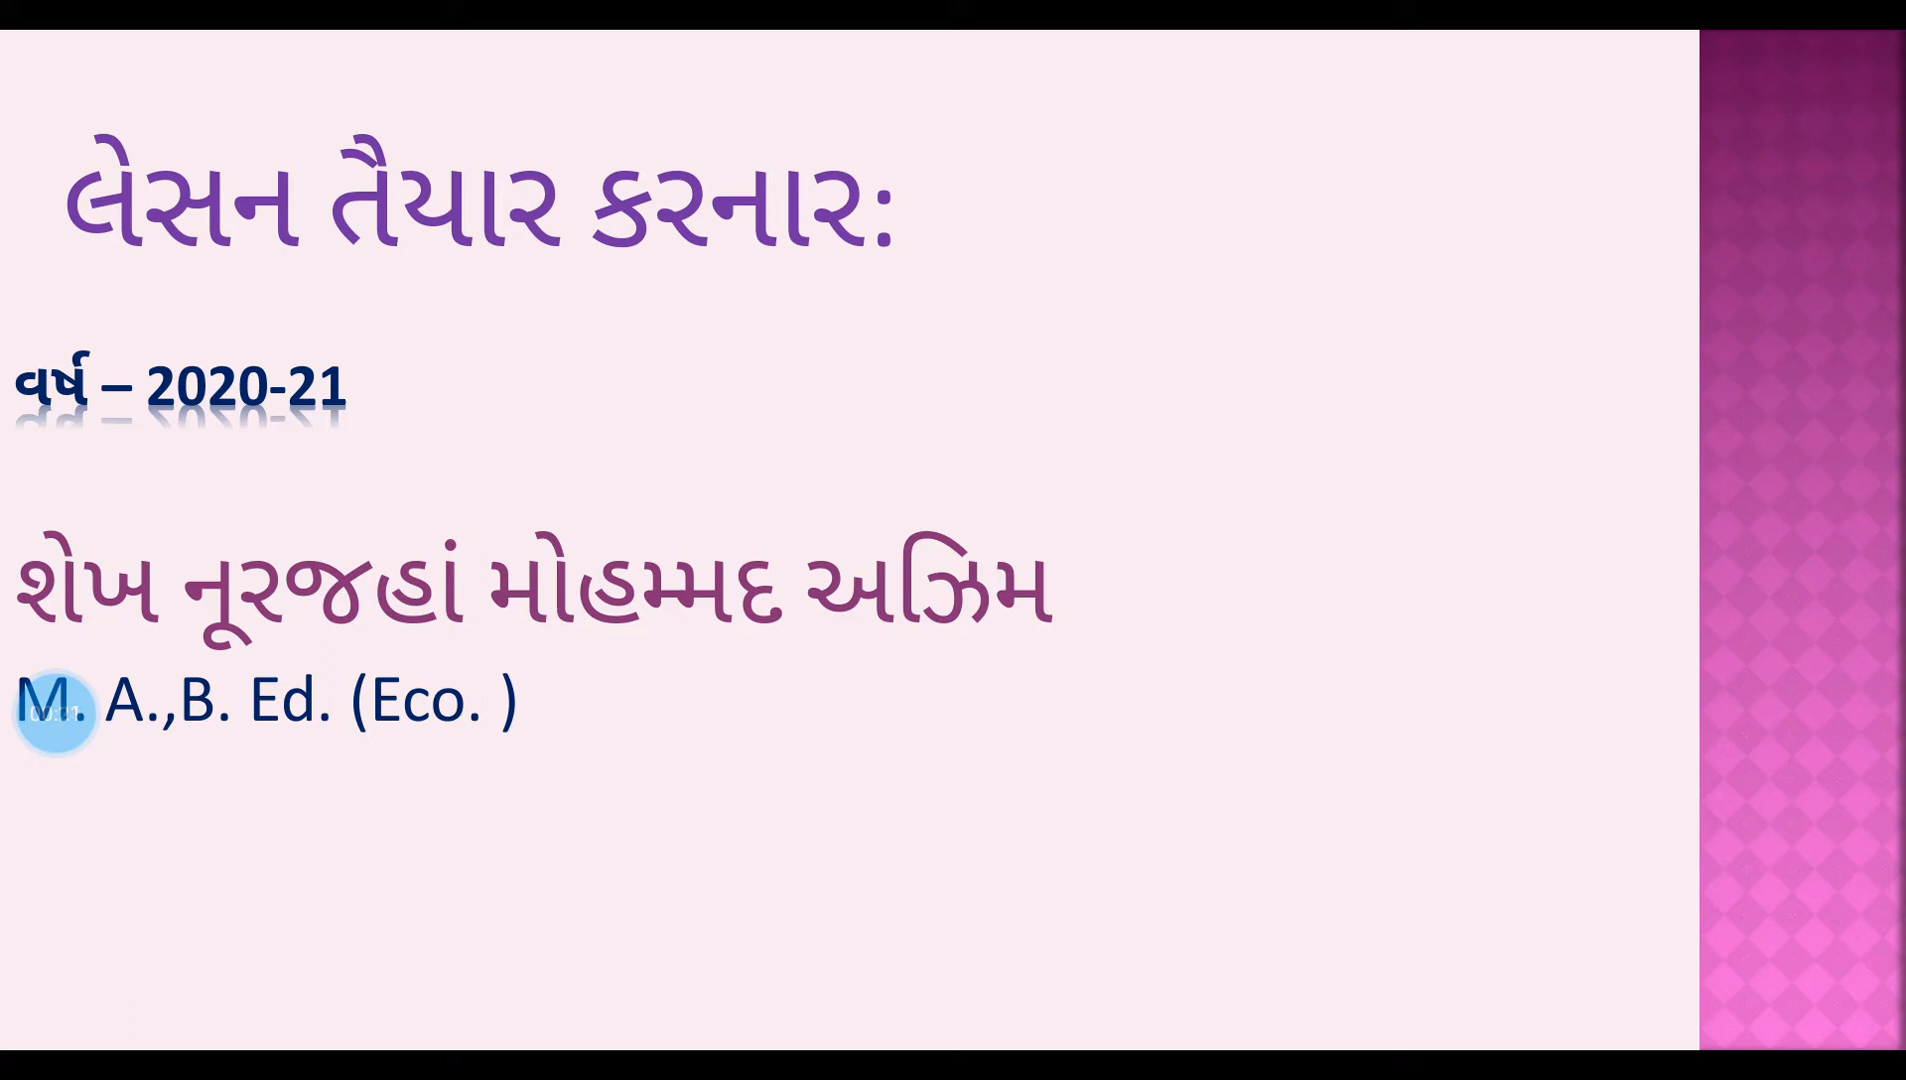 લેસન તૈયાર કરનાર:
વર્ષ – 2020-21
શેખ નૂરજહાં મોહમ્મદ અઝિમ
M. A.,B. Ed. (Eco. )